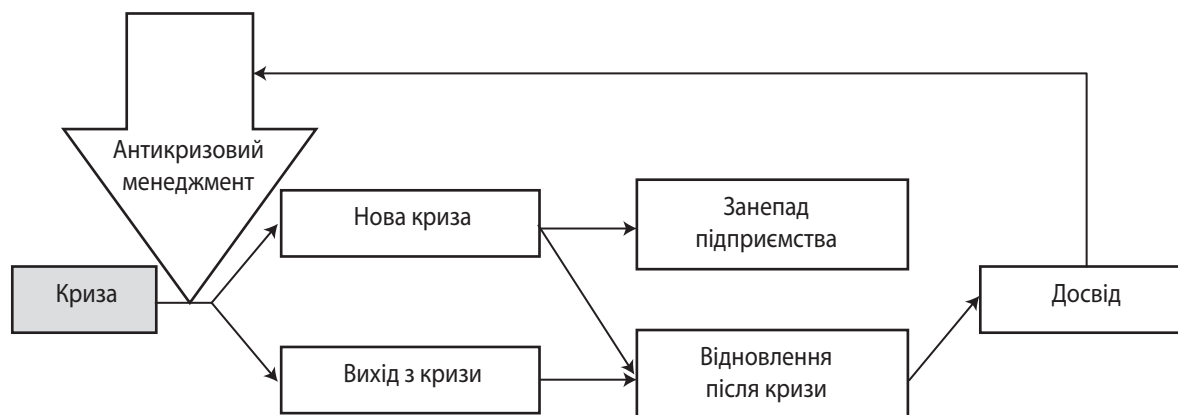 Антикризовий
менеджмент
Нова криза
Занепад
підприємства
Криза
Досвід
Вихід з кризи
Відновлення
після кризи